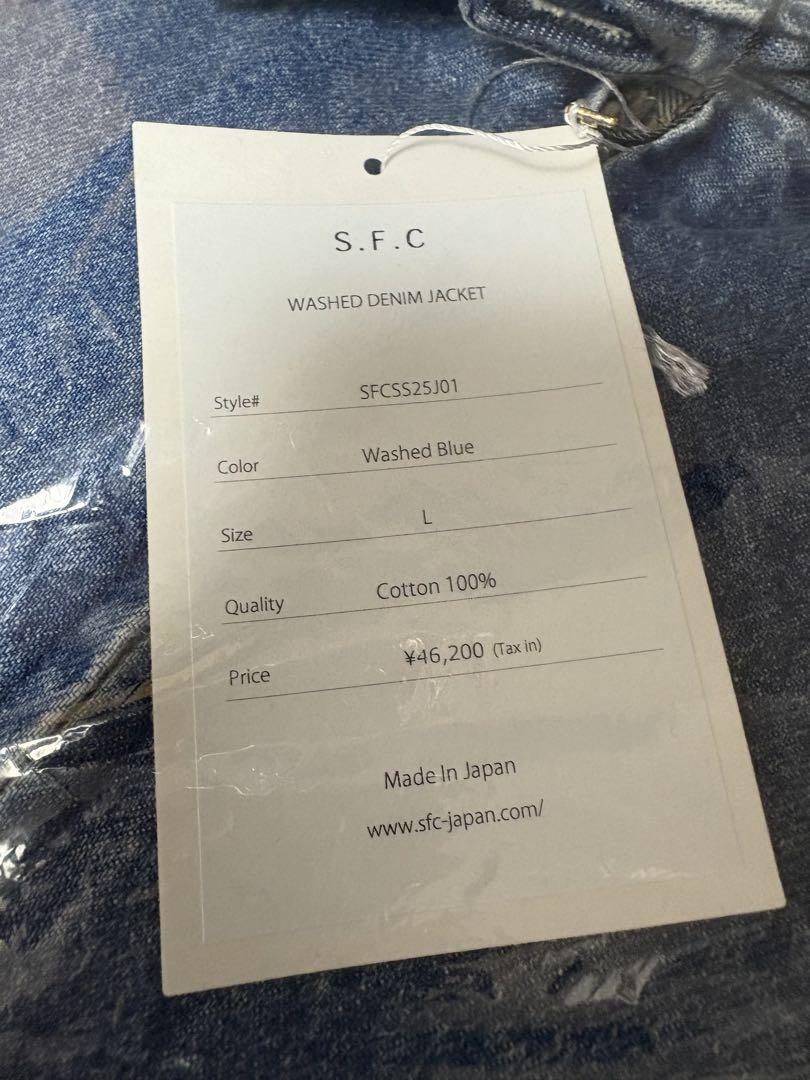 S.F.C
WASHED DENIM JACKET
Style# SFCSS25J01
Color Washed Blue
Size L
Quality Cotton 100%
Price ¥46,200 (Tax in)
Made In Japan
www.sfc-japan.com/